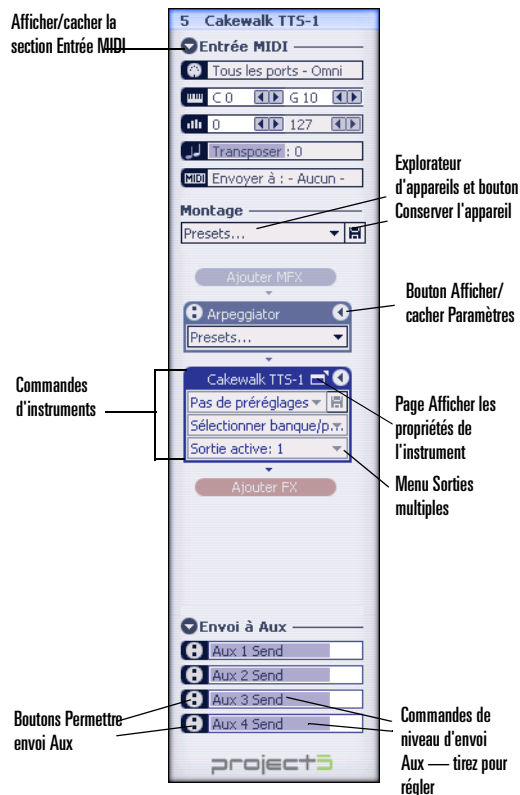 Afficher/cacher la
section Entrée MIDI
5 Cakewalk TTS-1
Entrée MIDI
Tous les ports - Omni
C 0 G 10
0 127
Transposer : 0
MIDI Envoyer à : - Aucun -
Montage
Presets...
Explorateur
d'appareils et bouton
Conserver l'appareil
Ajouter MFX
Arpeggiator
Presets...
Bouton Afficher/
cacher Paramètres
Commandes
d'instruments
Cakewalk TTS-1
Pas de préréglages
Sélectionner banque/p...
Sortie active: 1
Page Afficher les
propriétés de
l'instrument
Menu Sorties
multiples
Ajouter FX
Envoi à Aux
Aux 1 Send
Aux 2 Send
Aux 3 Send
Aux 4 Send
Boutons Permettre
envoi Aux
Commandes de
niveau d'envoi
Aux — tirez pour
régler
project5